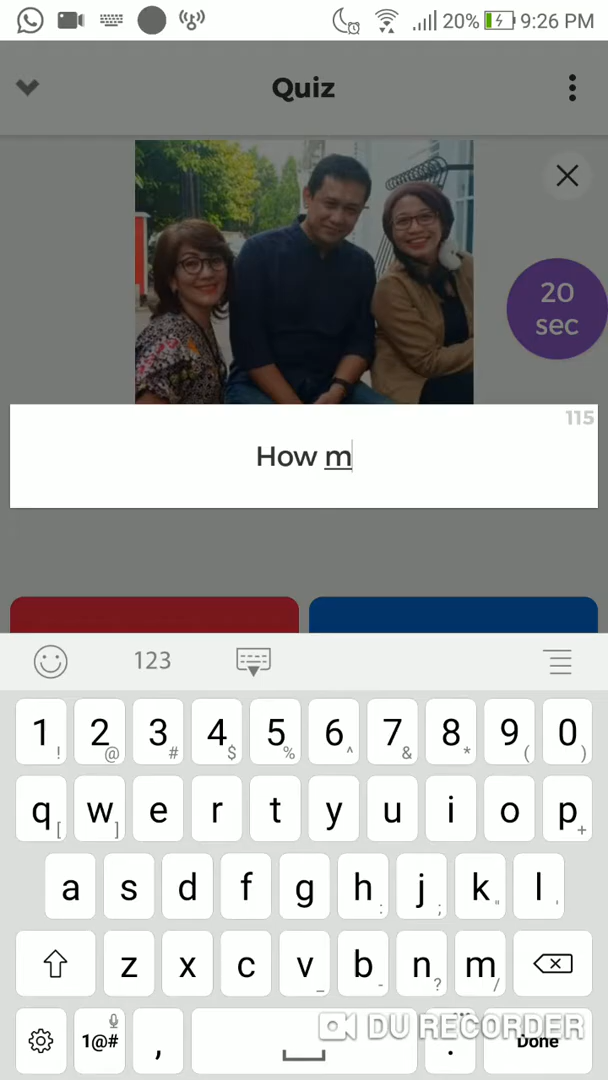 20% 9:26 PM
Quiz
20
sec
115
How m
123
1! 2@ 3# 4$ 5% 6^ 7& 8* 9( 0)
q[ w] e r t y u i o p+
a s d f g h: j; k" l'
z x c v_ b- n? m/
1@# , . Done
DU RECORDER